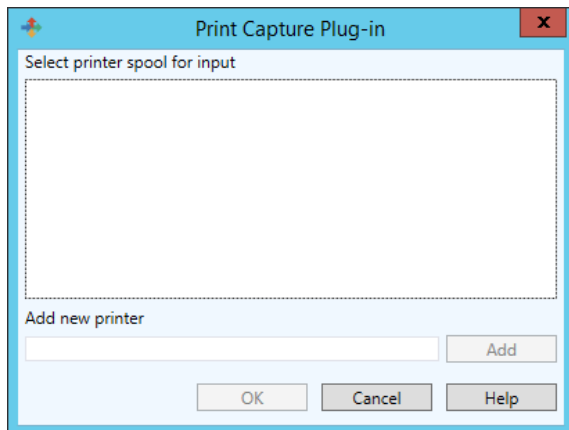 Print Capture Plug-in
x
Select printer spool for input
Add new printer
Add
OK
Cancel
Help